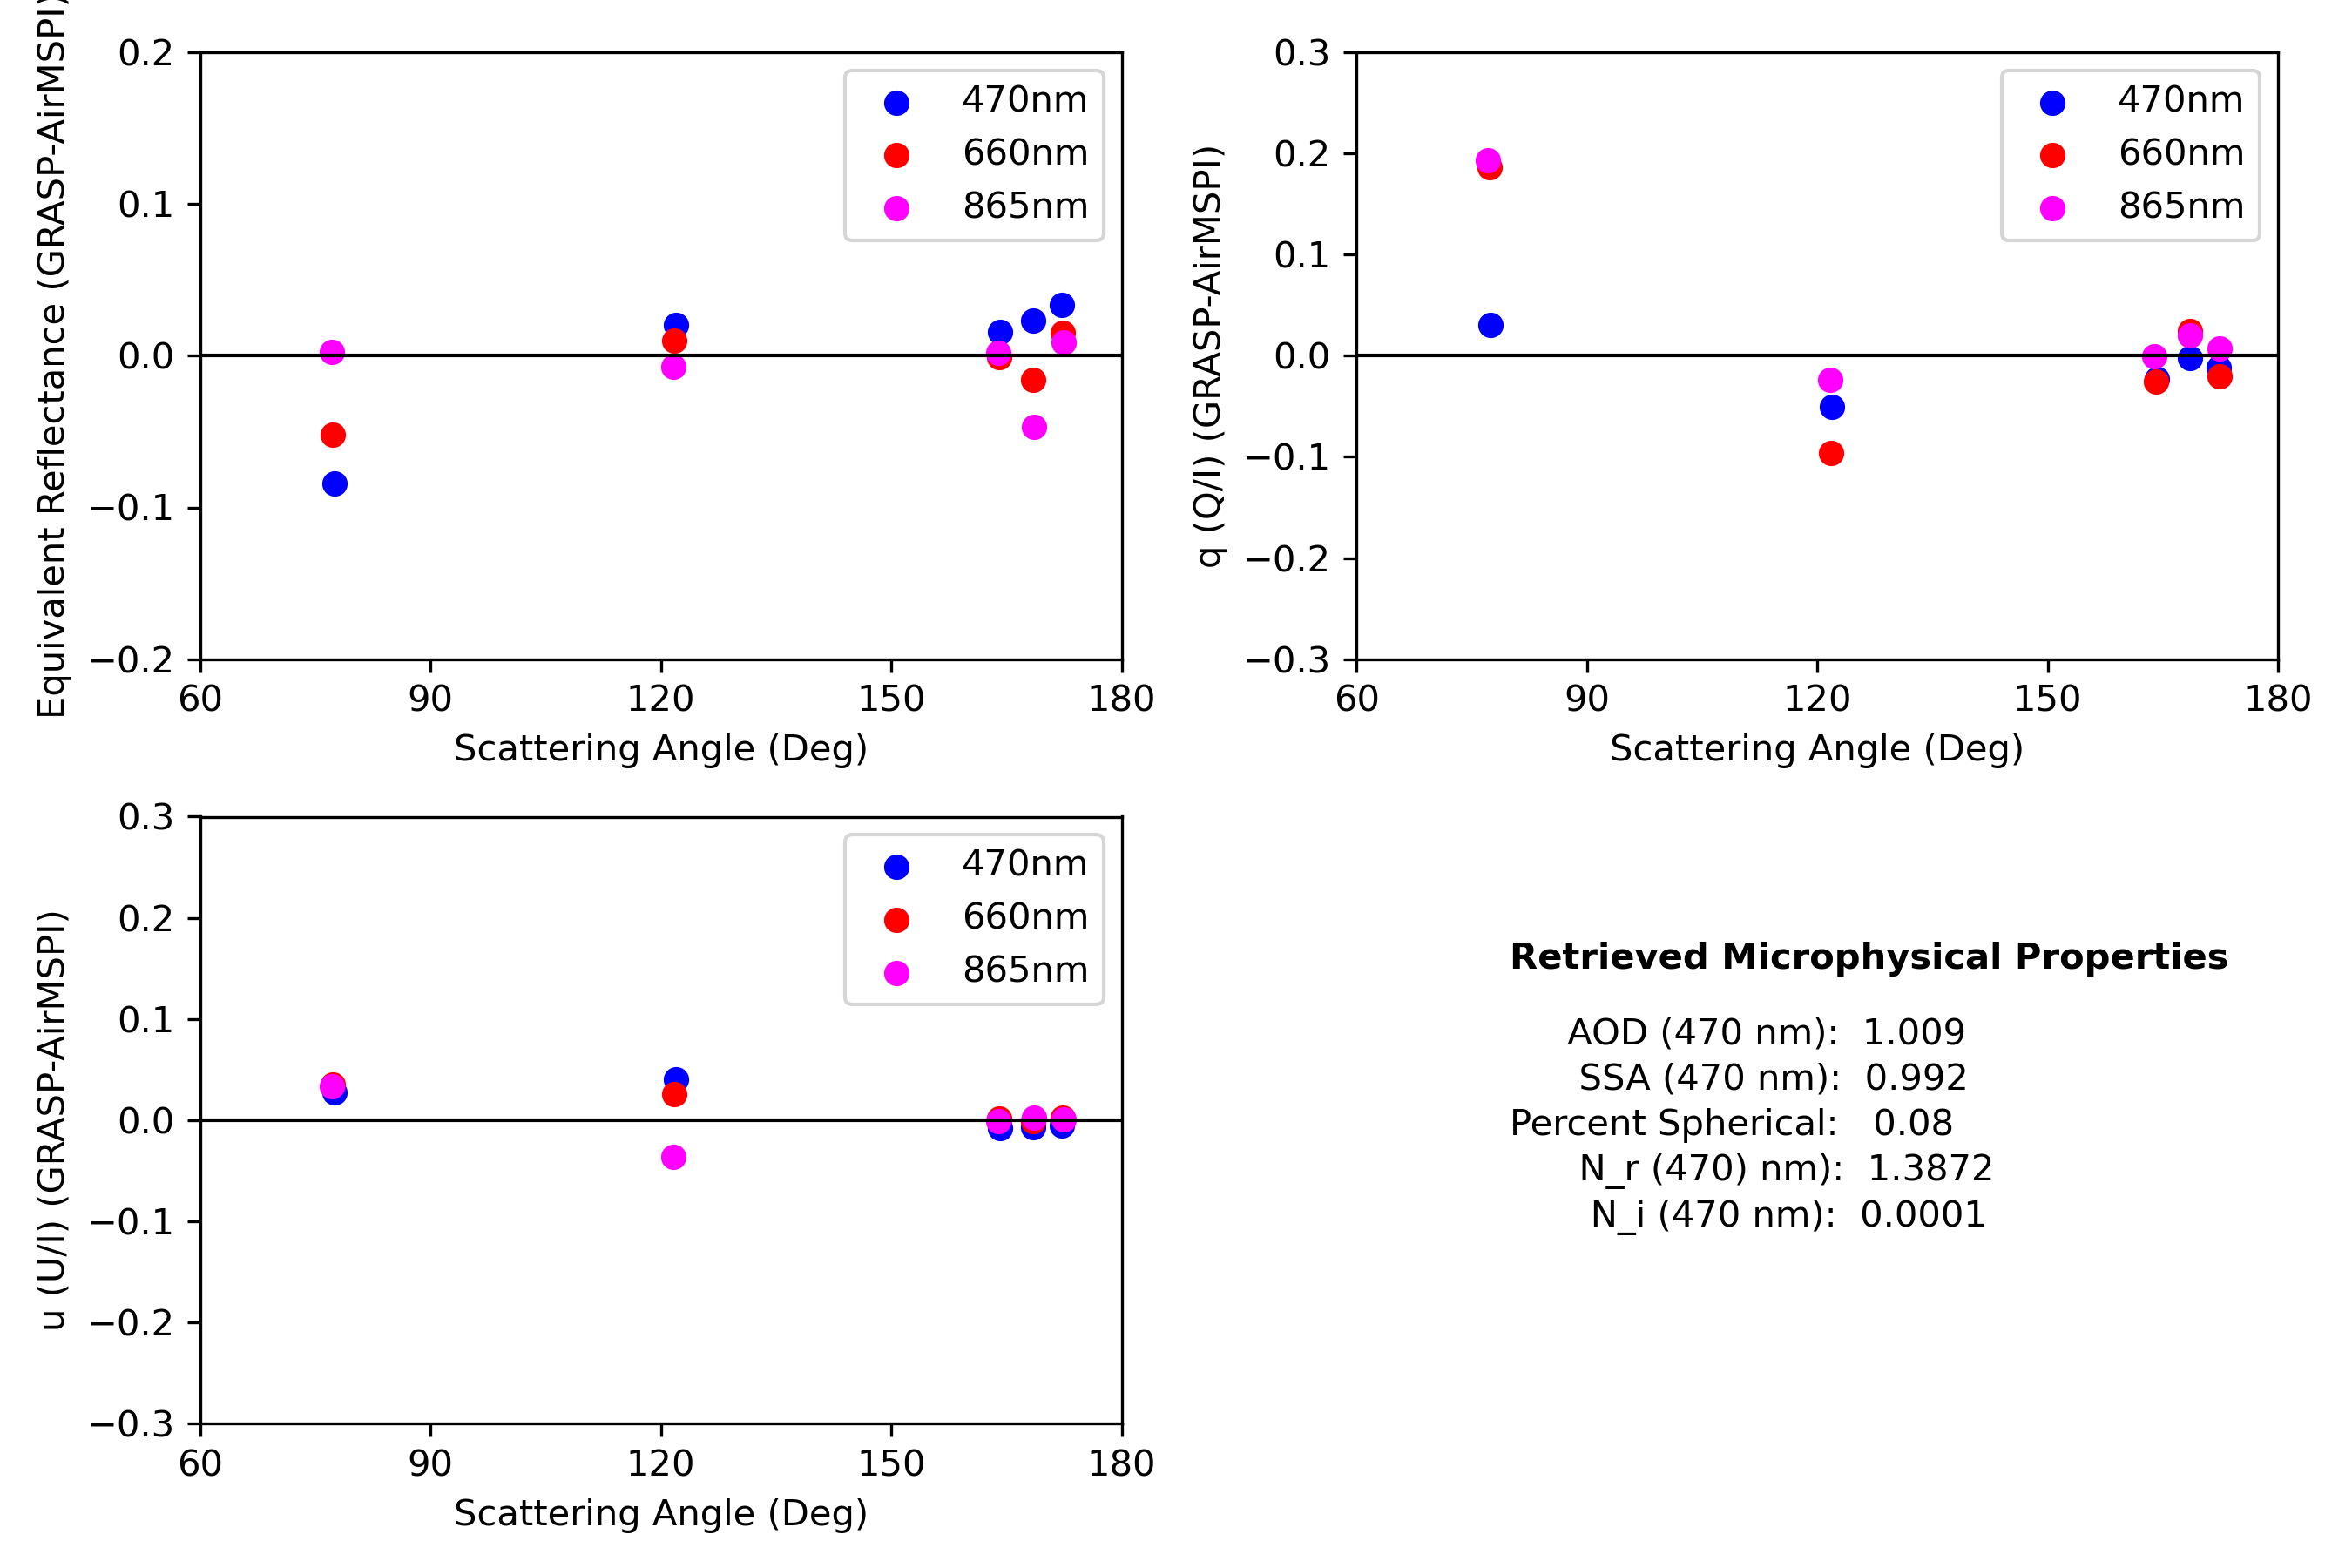 Equivalent Reflectance (GRASP-AirMSPI)
0.2
0.1
0.0
−0.1
−0.2
60 90 120 150 180
Scattering Angle (Deg)
470nm
660nm
865nm
q (Q/I) (GRASP-AirMSPI)
0.3
0.2
0.1
0.0
−0.1
−0.2
−0.3
60 90 120 150 180
Scattering Angle (Deg)
470nm
660nm
865nm
u (U/I) (GRASP-AirMSPI)
0.3
0.2
0.1
0.0
−0.1
−0.2
−0.3
60 90 120 150 180
Scattering Angle (Deg)
470nm
660nm
865nm
Retrieved Microphysical Properties
AOD (470 nm): 1.009
SSA (470 nm): 0.992
Percent Spherical: 0.08
N_r (470) nm): 1.3872
N_i (470 nm): 0.0001